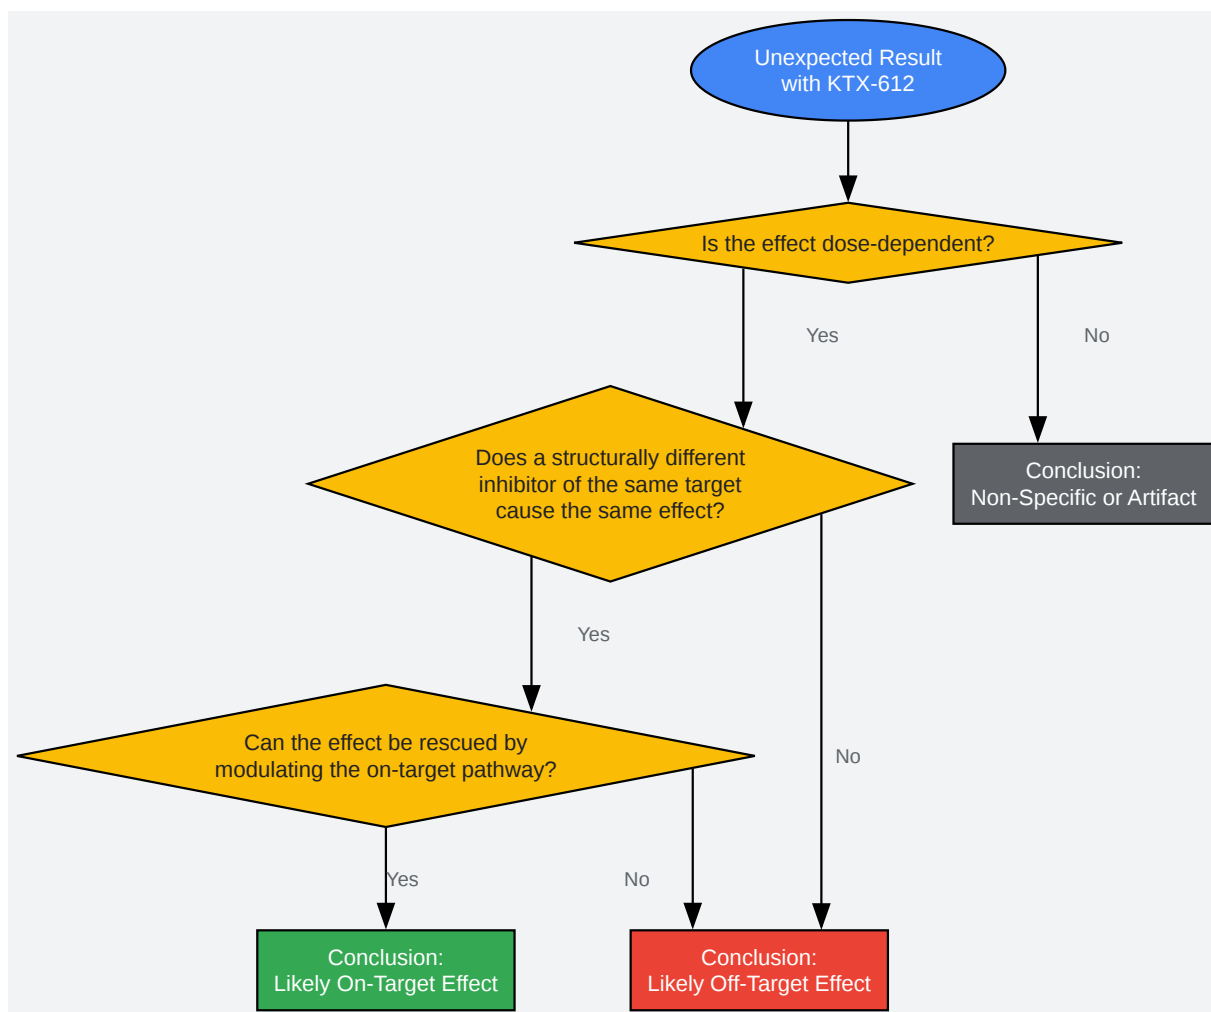 Unexpected Result
with KTX-612
Is the effect dose-dependent?
Yes
No
Does a structurally different
inhibitor of the same target
cause the same effect?
Conclusion:
Non-Specific or Artifact
Yes
Can the effect be rescued by
modulating the on-target pathway?
No
Yes
No
Conclusion:
Likely On-Target Effect
Conclusion:
Likely Off-Target Effect